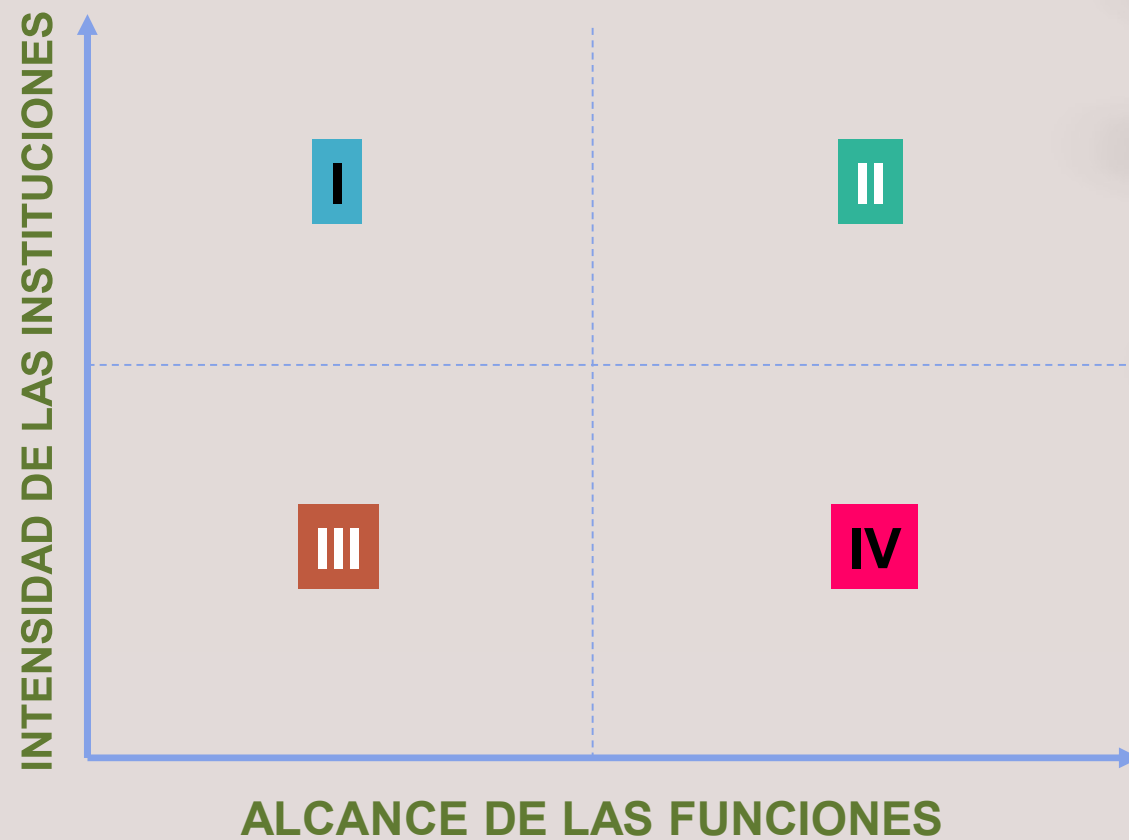 INTENSIDAD DE LAS INSTITUCIONES
I
II
III
IV
ALCANCE DE LAS FUNCIONES